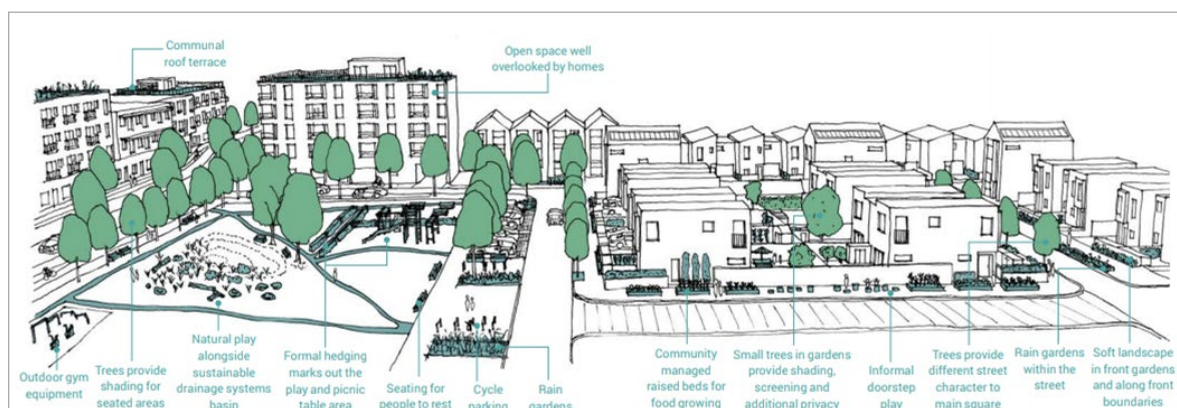 Communal
roof terrace
Open space well
overlooked by homes
Outdoor gym
equipment
Trees provide
shading for
seated areas
Natural play
alongside
sustainable
drainage systems
basin
Formal hedging
marks out the
play and picnic
table area
Seating for
people to rest
Cycle
parking
Rain
gardens
Community
managed
raised beds for
food growing
Small trees in gardens
provide shading,
screening and
additional privacy
Informal
doorstep
play
Trees provide
different street
character to
main square
Rain gardens
within the
street
Soft landscape
in front gardens
and along front
boundaries